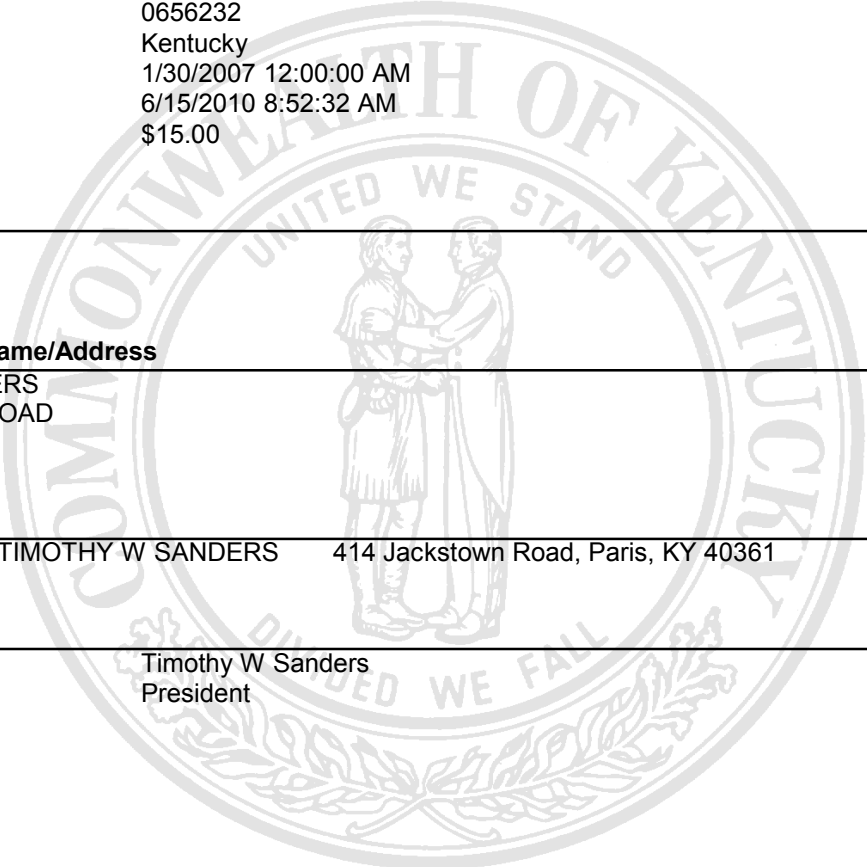 0656232
Kentucky
1/30/2007 12:00:00 AM
6/15/2010 8:52:32 AM
$15.00
COMMONWEALTH OF KENTUCKY
UNITED WE STAND
ame/Address
ERS
OAD
TIMOTHY W SANDERS 414 Jackstown Road, Paris, KY 40361
DIVIDED WE FALL
Timothy W Sanders
President